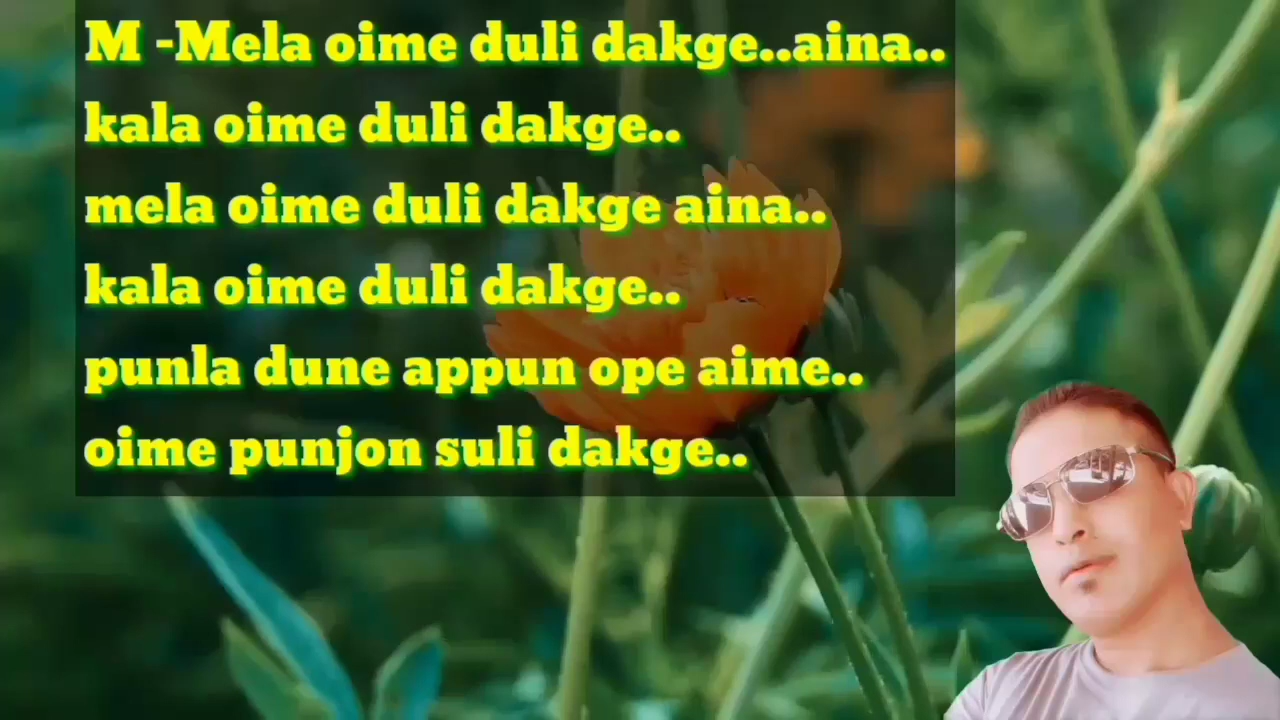 M -Mela oime duli dakge..aina..
kala oime duli dakge..
mela oime duli dakge aina..
kala oime duli dakge..
punla dune appun ope aime..
oime punjon suli dakge..